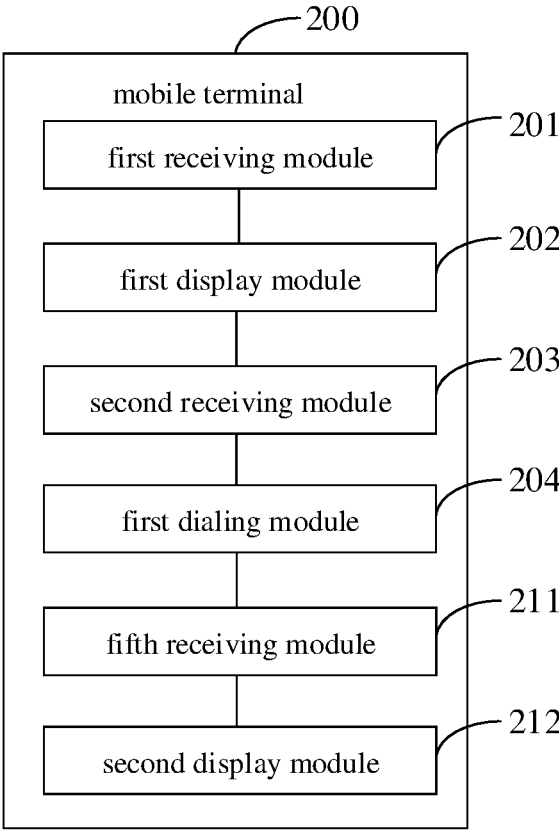 200
mobile terminal
201
first receiving module
202
first display module
203
second receiving module
204
first dialing module
211
fifth receiving module
212
second display module